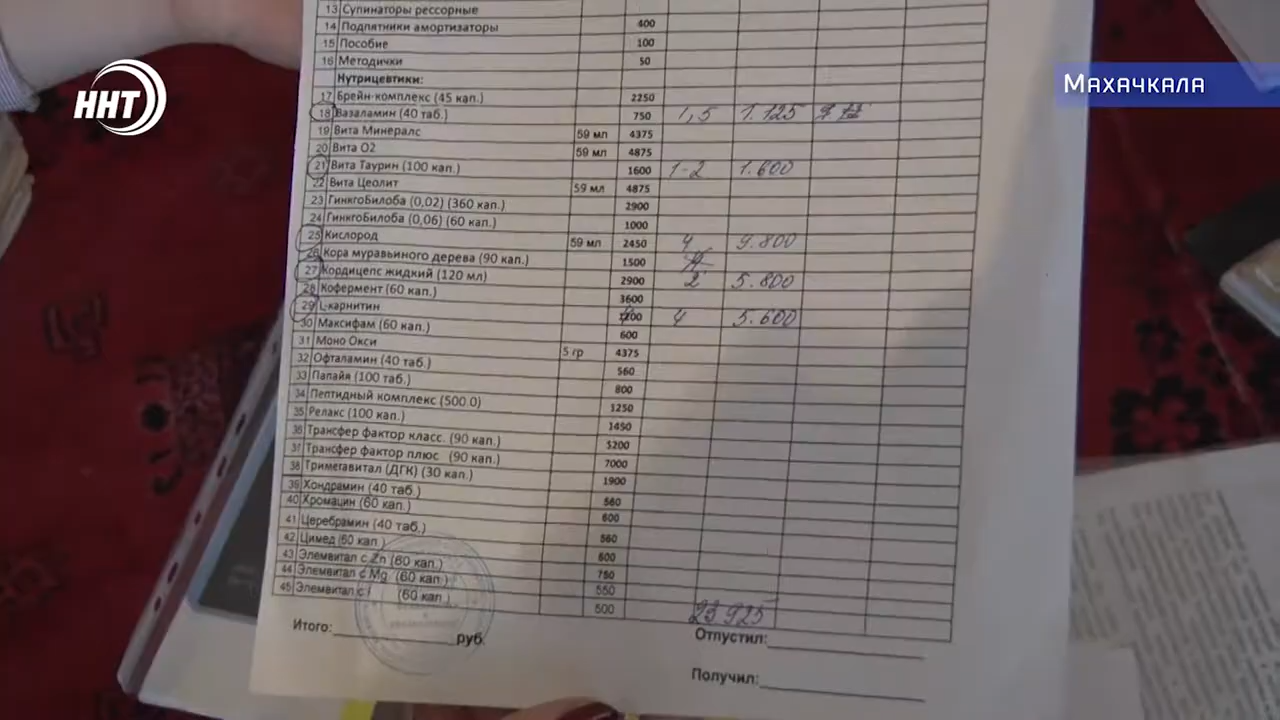 ННТ
Махачкала
13 Супинаторы рессорные
14 Подпятники амортизаторы 400
15 Пособие 100
16 Методички 50
Нутрицевтики:
17 Брейн-комплекс (45 кап.) 2250
18 Вазаламин (40 таб.) 750 1,5 1.125
19 Вита Минералс 59 мл 4375
20 Вита О2 59 мл 4875
21 Вита Таурин (100 кап.) 1600 1-2 1.600
22 Вита Цеолит 59 мл 4875
23 ГинкгоБилоба (0,02) (360 кап.) 2900
24 ГинкгоБилоба (0,06) (60 кап.) 1000
25 Кислород 59 мл 2450 4 9.800
26 Кора муравьиного дерева (90 кап.) 1500
27 Кордицепс жидкий (120 мл) 2900 2 5.800
28 Кофермент (60 кап.) 3600
29 L-карнитин 4 5.600
30 Максифам (60 кап.) 600
31 Моно Окси 5 гр 4375
32 Офталамин (40 таб.) 560
33 Папайя (100 таб.) 800
34 Пептидный комплекс (500.0) 1250
35 Релакс (100 кап.) 1450
36 Трансфер фактор класс. (90 кап.) 5200
37 Трансфер фактор плюс (90 кап.) 7000
38 Тримегавитал (ДГК) (30 кап.) 1900
39 Хондрамин (40 таб.) 560
40 Хромацин (60 кап.) 600
41 Церебрамин (40 таб.) 560
42 Цимед (60 кап.) 600
43 Элемвитал с Zn (60 кап.) 750
44 Элемвитал с Mg (60 кап.) 550
45 Элемвитал с I (60 кап.) 500
23 925
Итого: руб.
Отпустил:
Получил: